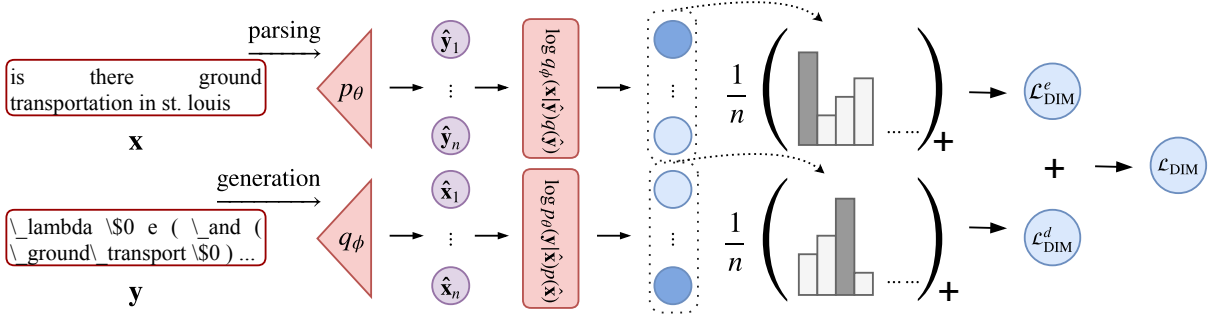 parsing
is there ground
transportation in st. louis
x
p_θ
ŷ_1
⋮
ŷ_n
log q_ϕ(x|ŷ)q(ŷ)
⋮
1/n ( ...... ) +
ℒ^e_DIM
generation
\_lambda \$0 e ( \_and (
\_ground\_transport \$0 ) ...
y
q_ϕ
x̂_1
⋮
x̂_n
log p_θ(y|x̂)p(x̂)
⋮
1/n ( ...... ) +
ℒ^d_DIM
+
ℒ_DIM